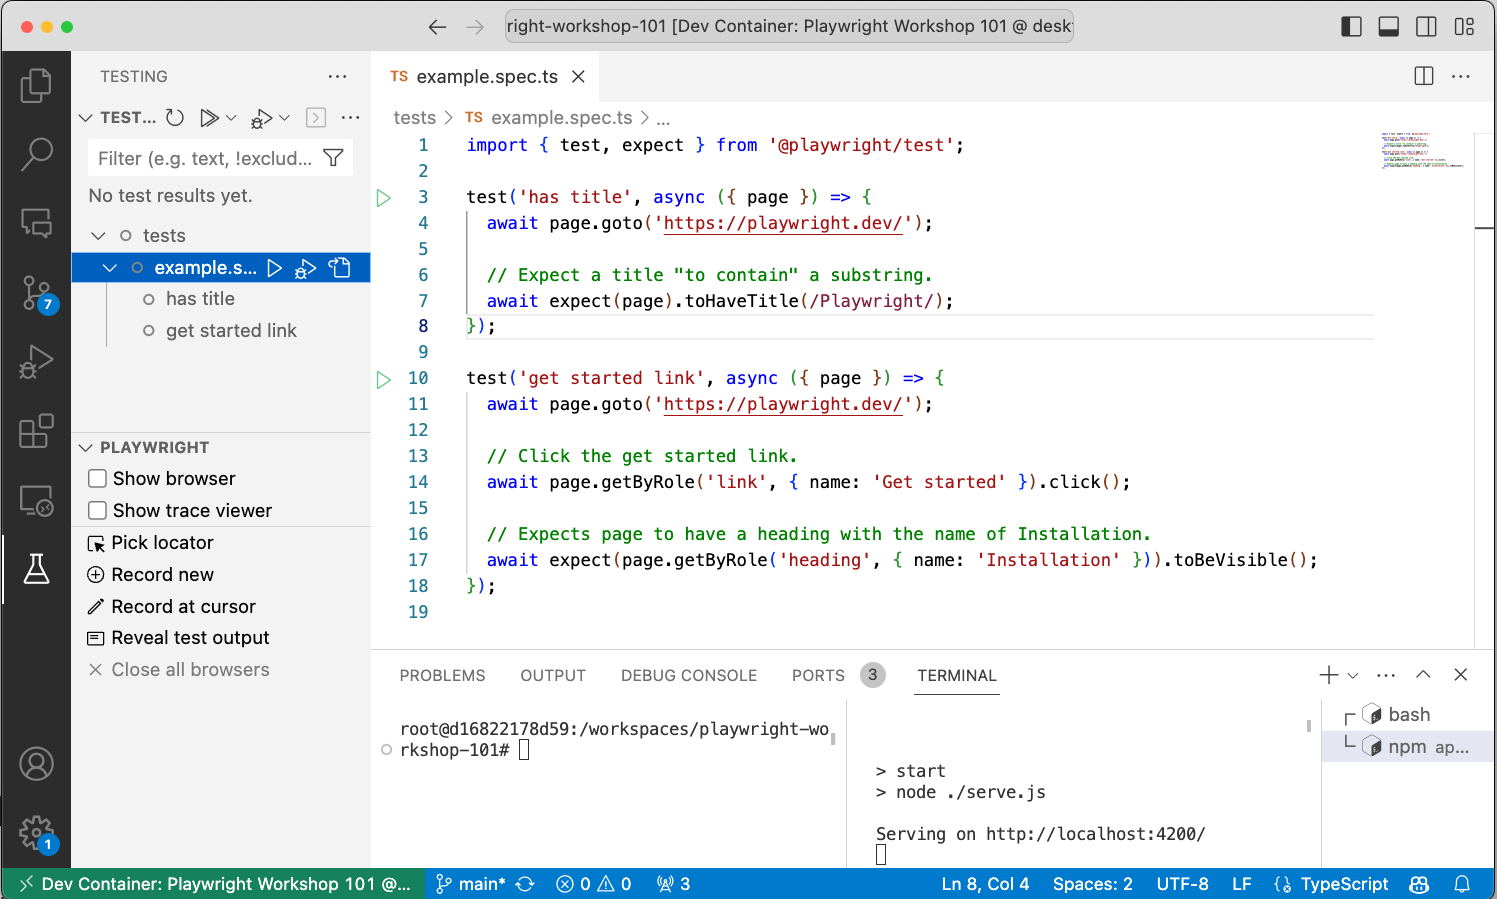 right-workshop-101 [Dev Container: Playwright Workshop 101 @ desk
TESTING
TEST...
Filter (e.g. text, !exclud...
No test results yet.
tests
example.s...
has title
get started link
PLAYWRIGHT
Show browser
Show trace viewer
Pick locator
Record new
Record at cursor
Reveal test output
Close all browsers
7
1
TS example.spec.ts
tests > TS example.spec.ts > ...
1 import { test, expect } from '@playwright/test';
2
3 test('has title', async ({ page }) => {
4   await page.goto('https://playwright.dev/');
5
6   // Expect a title "to contain" a substring.
7   await expect(page).toHaveTitle(/Playwright/);
8 });
9
10 test('get started link', async ({ page }) => {
11   await page.goto('https://playwright.dev/');
12
13   // Click the get started link.
14   await page.getByRole('link', { name: 'Get started' }).click();
15
16   // Expects page to have a heading with the name of Installation.
17   await expect(page.getByRole('heading', { name: 'Installation' })).toBeVisible();
18 });
19
PROBLEMS OUTPUT DEBUG CONSOLE PORTS 3 TERMINAL
root@d16822178d59:/workspaces/playwright-wo
rkshop-101#
> start
> node ./serve.js
Serving on http://localhost:4200/
bash
npm ap...
Dev Container: Playwright Workshop 101 @... main* 0 0 3 Ln 8, Col 4 Spaces: 2 UTF-8 LF TypeScript